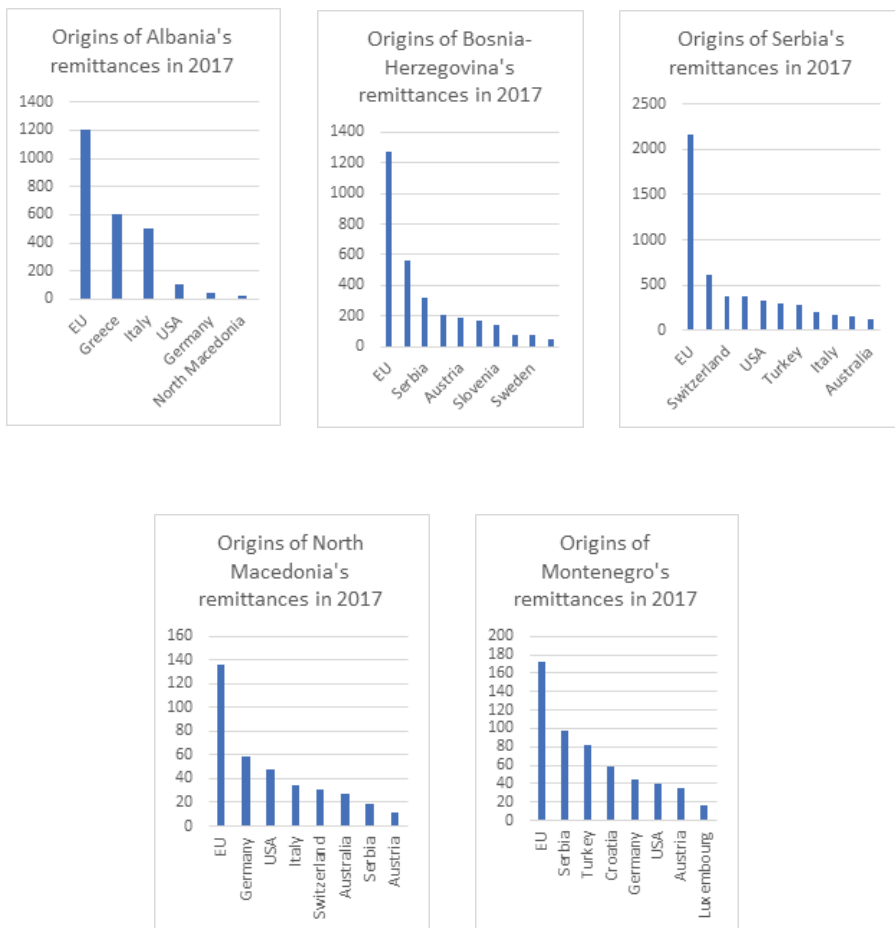 Origins of Albania's
remittances in 2017
1400
1200
1000
800
600
400
200
0
EU
Greece
Italy
USA
Germany
North Macedonia
Origins of Bosnia-
Herzegovina's
remittances in 2017
1400
1200
1000
800
600
400
200
0
EU
Serbia
Austria
Slovenia
Sweden
Origins of Serbia's
remittances in 2017
2500
2000
1500
1000
500
0
EU
Switzerland
USA
Turkey
Italy
Australia
Origins of North
Macedonia's
remittances in 2017
160
140
120
100
80
60
40
20
0
EU
Germany
USA
Italy
Switzerland
Australia
Serbia
Austria
Origins of
Montenegro's
remittances in 2017
200
180
160
140
120
100
80
60
40
20
0
EU
Serbia
Turkey
Croatia
Germany
USA
Austria
Luxembourg